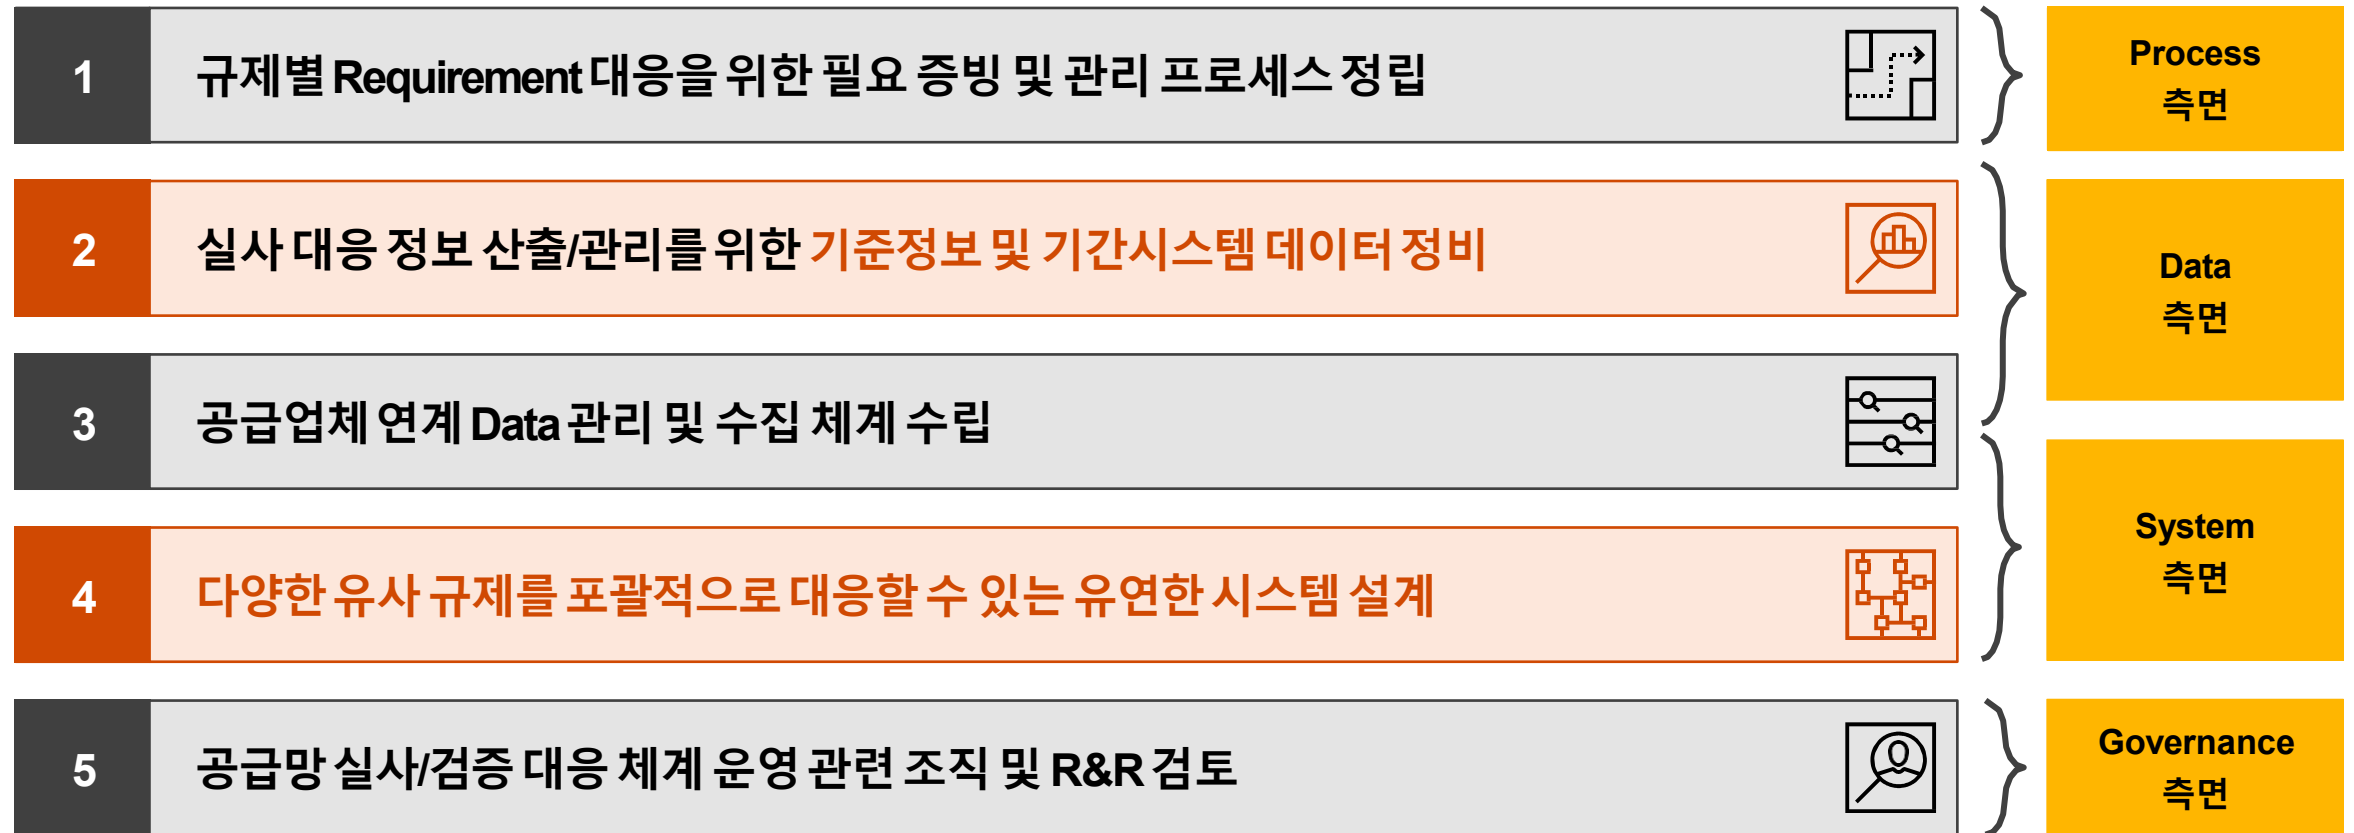 1
규제별 Requirement 대응을 위한 필요 증빙 및 관리 프로세스 정립
Process
측면
2
실사 대응 정보 산출/관리를 위한 기준정보 및 기간시스템 데이터 정비
Data
측면
3
공급업체 연계 Data 관리 및 수집 체계 수립
4
다양한 유사 규제를 포괄적으로 대응할 수 있는 유연한 시스템 설계
System
측면
5
공급망 실사/검증 대응 체계 운영 관련 조직 및 R&R 검토
Governance
측면